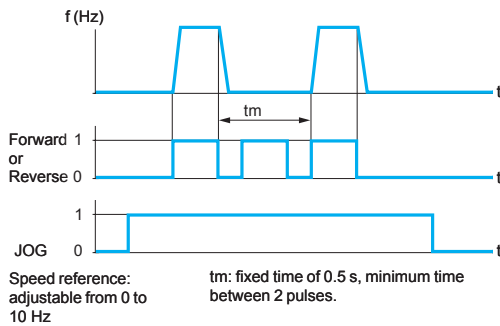 f (Hz)
t
tm
Forward 1
or
Reverse 0
t
1
JOG 0
t
Speed reference:
adjustable from 0 to
10 Hz
tm: fixed time of 0.5 s, minimum time
between 2 pulses.